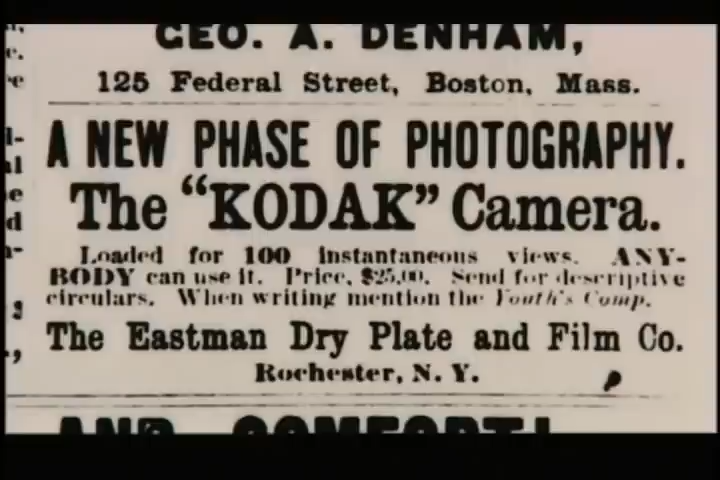 GEO. A. DENHAM,
125 Federal Street, Boston, Mass.
A NEW PHASE OF PHOTOGRAPHY.
The "KODAK" Camera.
Loaded for 100 instantaneous views. ANY-
BODY can use it. Price, $25.00. Send for descriptive
circulars. When writing mention the Youth's Comp.
The Eastman Dry Plate and Film Co.
Rochester, N. Y.
AND COMFORT!